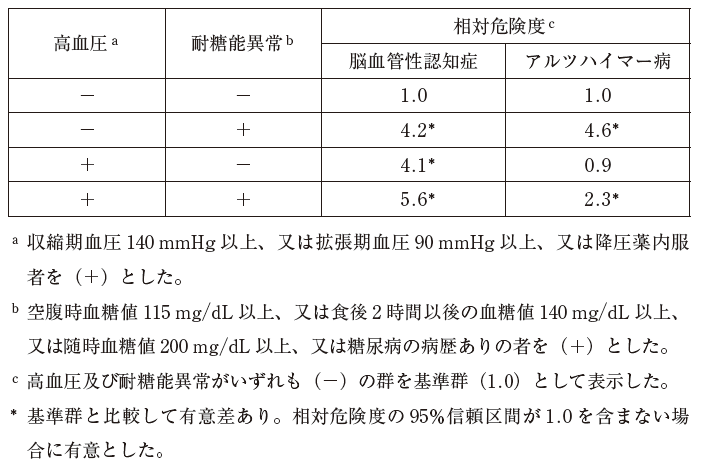 高血圧 a 耐糖能異常 b 相対危険度 c
脳血管性認知症 アルツハイマー病
− − 1.0 1.0
− + 4.2* 4.6*
+ − 4.1* 0.9
+ + 5.6* 2.3*
a 収縮期血圧 140 mmHg 以上、又は拡張期血圧 90 mmHg 以上、又は降圧薬内服
者を（+）とした。
b 空腹時血糖値 115 mg/dL 以上、又は食後 2 時間以後の血糖値 140 mg/dL 以上、
又は随時血糖値 200 mg/dL 以上、又は糖尿病の病歴ありの者を（+）とした。
c 高血圧及び耐糖能異常がいずれも（−）の群を基準群（1.0）として表示した。
* 基準群と比較して有意差あり。相対危険度の 95% 信頼区間が 1.0 を含まない場
合に有意とした。